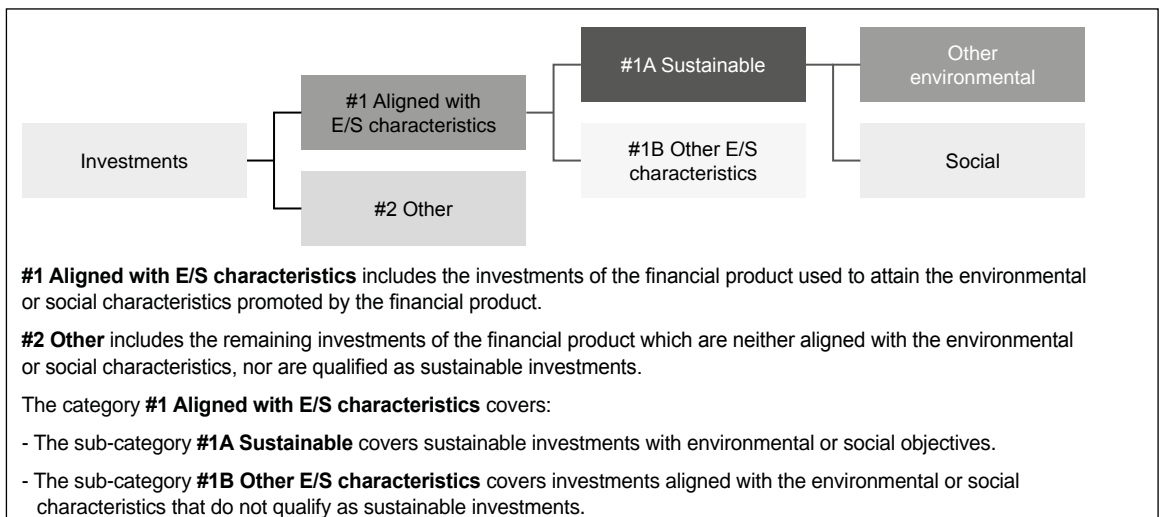 Investments
#1 Aligned with
E/S characteristics
#2 Other
#1A Sustainable
#1B Other E/S
characteristics
Other
environmental
Social
#1 Aligned with E/S characteristics includes the investments of the financial product used to attain the environmental
or social characteristics promoted by the financial product.
#2 Other includes the remaining investments of the financial product which are neither aligned with the environmental
or social characteristics, nor are qualified as sustainable investments.
The category #1 Aligned with E/S characteristics covers:
- The sub-category #1A Sustainable covers sustainable investments with environmental or social objectives.
- The sub-category #1B Other E/S characteristics covers investments aligned with the environmental or social
characteristics that do not qualify as sustainable investments.